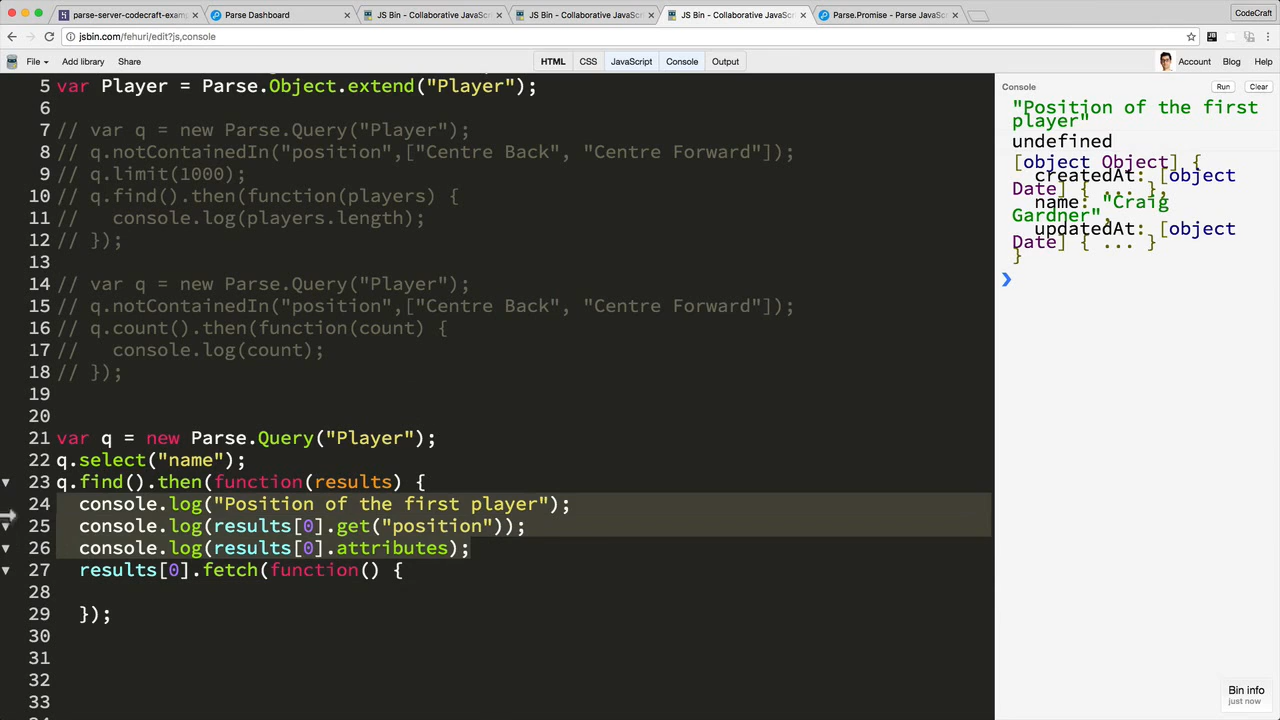 parse-server-codecraft-examp
Parse Dashboard
JS Bin - Collaborative JavaSc
JS Bin - Collaborative JavaSc
JS Bin - Collaborative JavaSc
Parse.Promise - Parse JavaSc
CodeCraft
jsbin.com/fehuri/edit?js,console
File
Add library
Share
HTML
CSS
JavaScript
Console
Output
Account
Blog
Help
5 var Player = Parse.Object.extend("Player");
6
7 // var q = new Parse.Query("Player");
8 // q.notContainedIn("position",["Centre Back", "Centre Forward"]);
9 // q.limit(1000);
10 // q.find().then(function(players) {
11 //   console.log(players.length);
12 // });
13
14 // var q = new Parse.Query("Player");
15 // q.notContainedIn("position",["Centre Back", "Centre Forward"]);
16 // q.count().then(function(count) {
17 //   console.log(count);
18 // });
19
20
21 var q = new Parse.Query("Player");
22 q.select("name");
23 q.find().then(function(results) {
24   console.log("Position of the first player");
25   console.log(results[0].get("position"));
26   console.log(results[0].attributes);
27   results[0].fetch(function() {
28
29   });
30
31
32
33
Console
Run
Clear
"Position of the first
player"
undefined
[object Object] {
  createdAt: [object
Date] { ... },
  name: "Craig
Gardner",
  updatedAt: [object
Date] { ... }
}
Bin info
just now